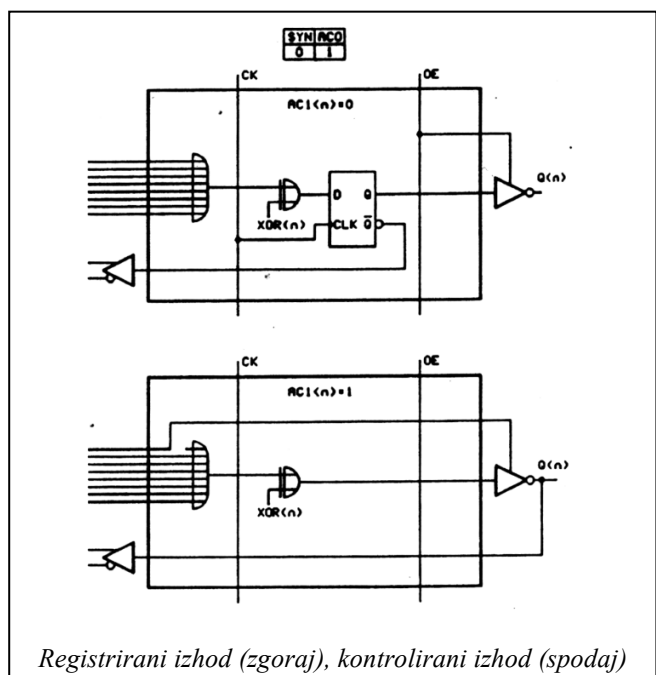 SYN AC0
0 1
CK OE
AC1(n)=0
Q(n)
D Q
XOR(n)
CLK Q̅
CK OE
AC1(n)=1
Q(n)
XOR(n)
Registrirani izhod (zgoraj), kontrolirani izhod (spodaj)